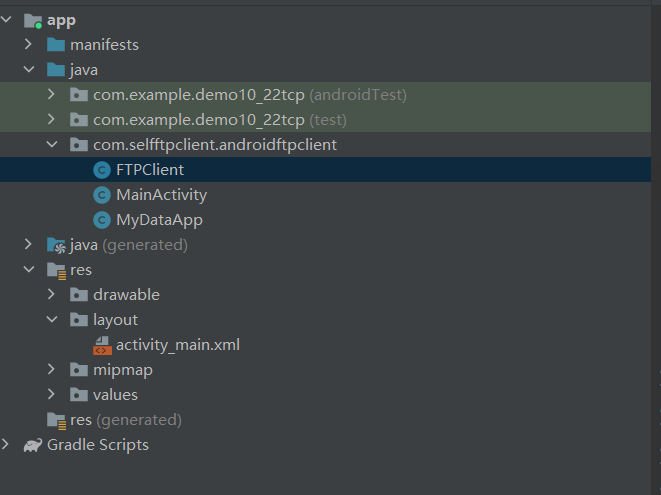 app
manifests
java
com.example.demo10_22tcp (androidTest)
com.example.demo10_22tcp (test)
com.selfftpclient.androidftpclient
FTPClient
MainActivity
MyDataApp
java (generated)
res
drawable
layout
activity_main.xml
mipmap
values
res (generated)
Gradle Scripts